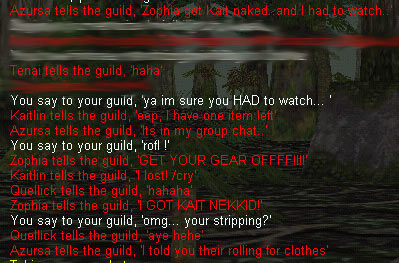 Azursa tells the guild, 'Zophia got Kait naked..and I had to watch..
Tenai tells the guild, 'haha'
You say to your guild, 'ya im sure you HAD to watch... '
Kaitlin tells the guild, 'eep, I have one item left'
Azursa tells the guild, 'Its in my group chat..'
You say to your guild, 'rofl !'
Zophia tells the guild, 'GET YOUR GEAR OFFFF!!!!'
Kaitlin tells the guild, 'I lost! /cry'
Quellick tells the guild, 'hahaha'
Zophia tells the guild, 'I GOT KAIT NEKKID!'
You say to your guild, 'omg... your stripping?'
Quellick tells the guild, 'aye hehe'
Azursa tells the guild, 'I told you their rolling for clothes'